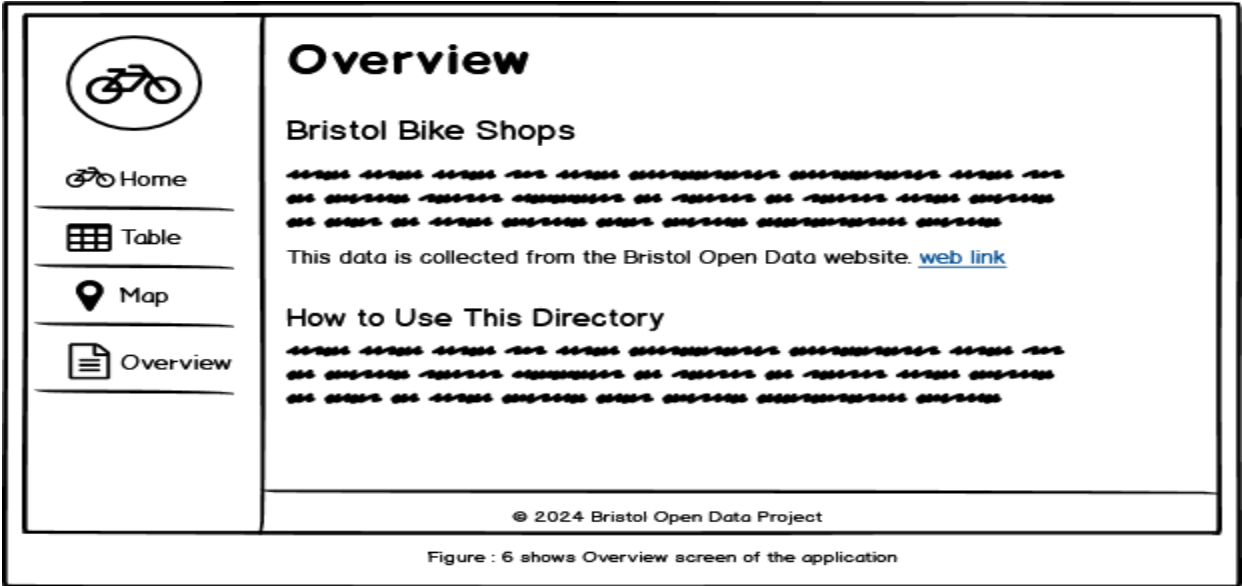 Overview
Bristol Bike Shops
Home
Table
This data is collected from the Bristol Open Data website. web link
Map
How to Use This Directory
Overview
© 2024 Bristol Open Data Project
Figure : 6 shows Overview screen of the application